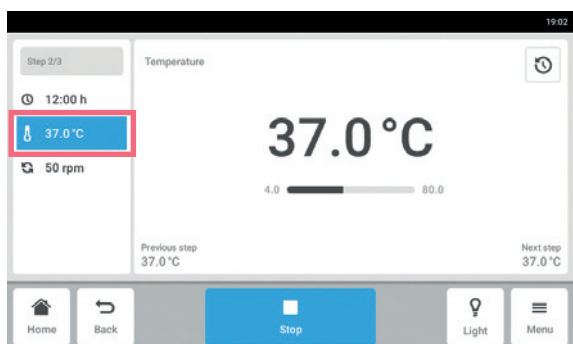 19:02
Step 2/3
12:00 h
37.0 °C
50 rpm
Temperature
37.0 °C
4.0 80.0
Previous step
37.0 °C
Next step
37.0 °C
Home
Back
Stop
Light
Menu